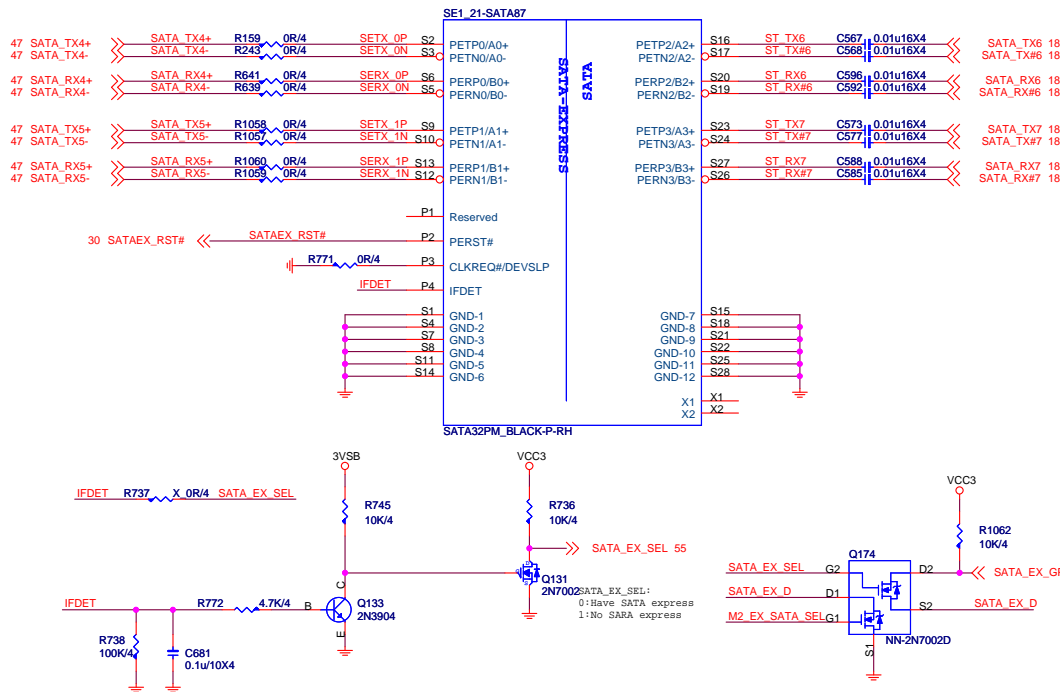 SE1_21-SATA87
47 SATA_TX4+ SATA_TX4+ R159 0R/4 SETX_0P S2 PETP0/A0+ PETP2/A2+ S16 ST_TX6 C567 0.01u16X4 SATA_TX6 18
47 SATA_TX4- SATA_TX4- R243 0R/4 SETX_0N S3 PETN0/A0- PETN2/A2- S17 ST_TX#6 C568 0.01u16X4 SATA_TX#6 18
47 SATA_RX4+ SATA_RX4+ R641 0R/4 SERX_0P S6 PERP0/B0+ PERP2/B2+ S20 ST_RX6 C596 0.01u16X4 SATA_RX6 18
47 SATA_RX4- SATA_RX4- R639 0R/4 SERX_0N S5 PERN0/B0- PERN2/B2- S19 ST_RX#6 C592 0.01u16X4 SATA_RX#6 18
47 SATA_TX5+ SATA_TX5+ R1058 0R/4 SETX_1P S9 PETP1/A1+ PETP3/A3+ S23 ST_TX7 C573 0.01u16X4 SATA_TX7 18
47 SATA_TX5- SATA_TX5- R1057 0R/4 SETX_1N S10 PETN1/A1- PETN3/A3- S24 ST_TX#7 C577 0.01u16X4 SATA_TX#7 18
47 SATA_RX5+ SATA_RX5+ R1060 0R/4 SERX_1P S13 PERP1/B1+ PERP3/B3+ S27 ST_RX7 C588 0.01u16X4 SATA_RX7 18
47 SATA_RX5- SATA_RX5- R1059 0R/4 SERX_1N S12 PERN1/B1- PERN3/B3- S26 ST_RX#7 C585 0.01u16X4 SATA_RX#7 18
SATA-EXPRESS
SATA
P1 Reserved
30 SATAEX_RST# SATAEX_RST# P2 PERST#
R771 0R/4 P3 CLKREQ#/DEVSLP
IFDET P4 IFDET
S1 GND-1 GND-7 S15
S4 GND-2 GND-8 S18
S7 GND-3 GND-9 S21
S8 GND-4 GND-10 S22
S11 GND-5 GND-11 S25
S14 GND-6 GND-12 S28
X1 X1
X2 X2
SATA32PM_BLACK-P-RH
3VSB
VCC3
VCC3
IFDET R737 X_0R/4 SATA_EX_SEL
R745
10K/4
R736
10K/4
R1062
10K/4
SATA_EX_SEL 55
Q131
2N7002
SATA_EX_SEL:
0:Have SATA express
1:No SARA express
Q174
SATA_EX_SEL G2 D2 SATA_EX_GP
SATA_EX_D D1 S2 SATA_EX_D
M2_EX_SATA_SEL G1
S1
NN-2N7002D
IFDET R772 4.7K/4 B C E Q133
2N3904
R738
100K/4
C681
0.1u/10X4